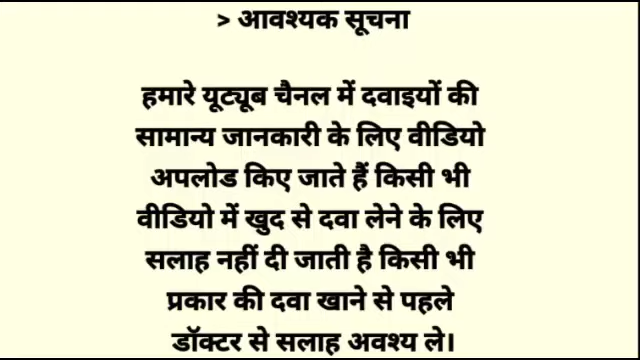 > आवश्यक सूचना
हमारे यूट्यूब चैनल में दवाइयों की
सामान्य जानकारी के लिए वीडियो
अपलोड किए जाते हैं किसी भी
वीडियो में खुद से दवा लेने के लिए
सलाह नहीं दी जाती है किसी भी
प्रकार की दवा खाने से पहले
डॉक्टर से सलाह अवश्य ले।